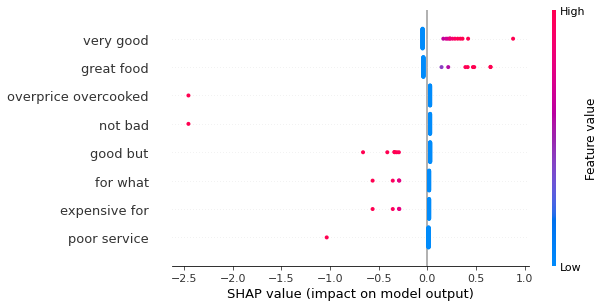 High
very good
great food
overprice overcooked
not bad
good but
for what
expensive for
poor service
Feature value
Low
−2.5 −2.0 −1.5 −1.0 −0.5 0.0 0.5 1.0
SHAP value (impact on model output)